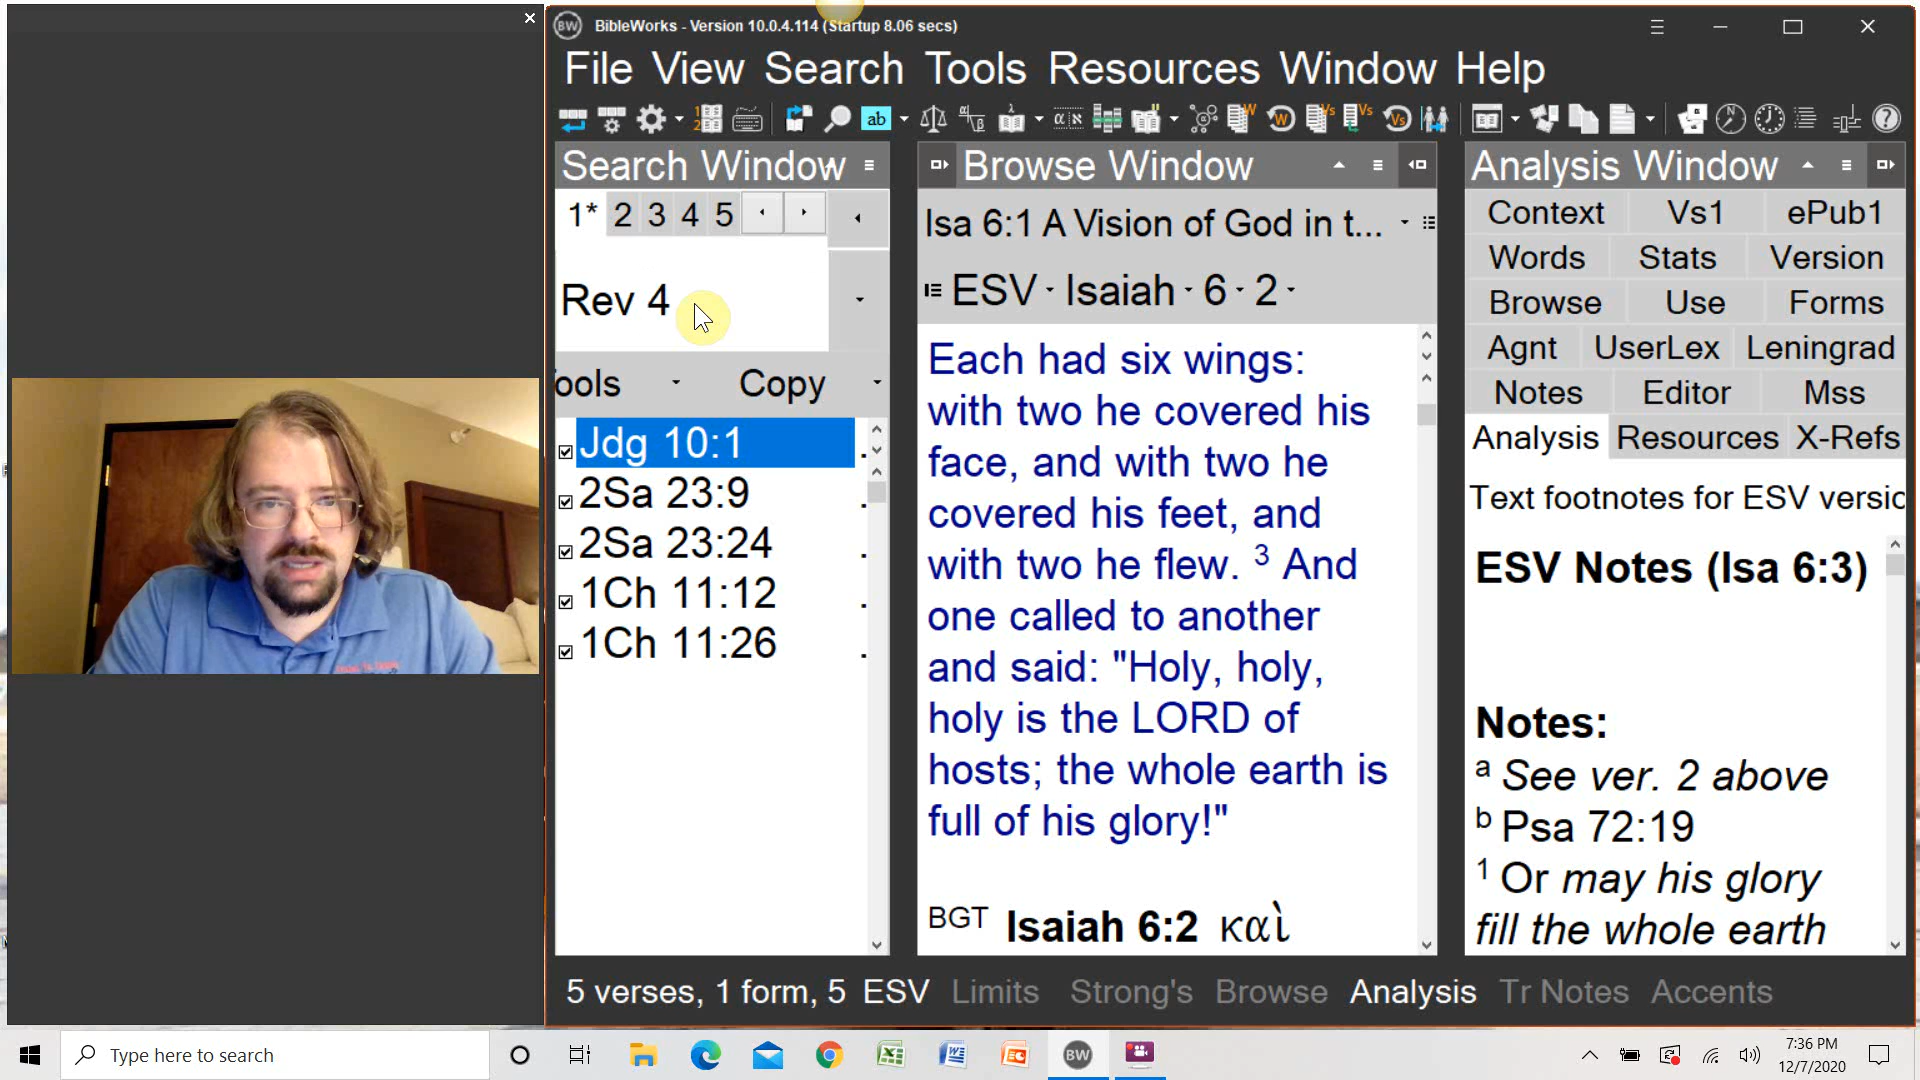 BibleWorks - Version 10.0.4.114 (Startup 8.06 secs)
File View Search Tools Resources Window Help
Search Window
1* 2 3 4 5
Rev 4
ools Copy
Jdg 10:1
2Sa 23:9
2Sa 23:24
1Ch 11:12
1Ch 11:26
Browse Window
Isa 6:1 A Vision of God in t...
ESV Isaiah 6 2
Each had six wings:
with two he covered his
face, and with two he
covered his feet, and
with two he flew. 3 And
one called to another
and said: "Holy, holy,
holy is the LORD of
hosts; the whole earth is
full of his glory!"
BGT Isaiah 6:2 καὶ
Analysis Window
Context Vs1 ePub1
Words Stats Version
Browse Use Forms
Agnt UserLex Leningrad
Notes Editor Mss
Analysis Resources X-Refs
Text footnotes for ESV versio
ESV Notes (Isa 6:3)
Notes:
a See ver. 2 above
b Psa 72:19
1 Or may his glory
fill the whole earth
5 verses, 1 form, 5 ESV Limits Strong's Browse Analysis Tr Notes Accents
Type here to search
BW
7:36 PM
12/7/2020